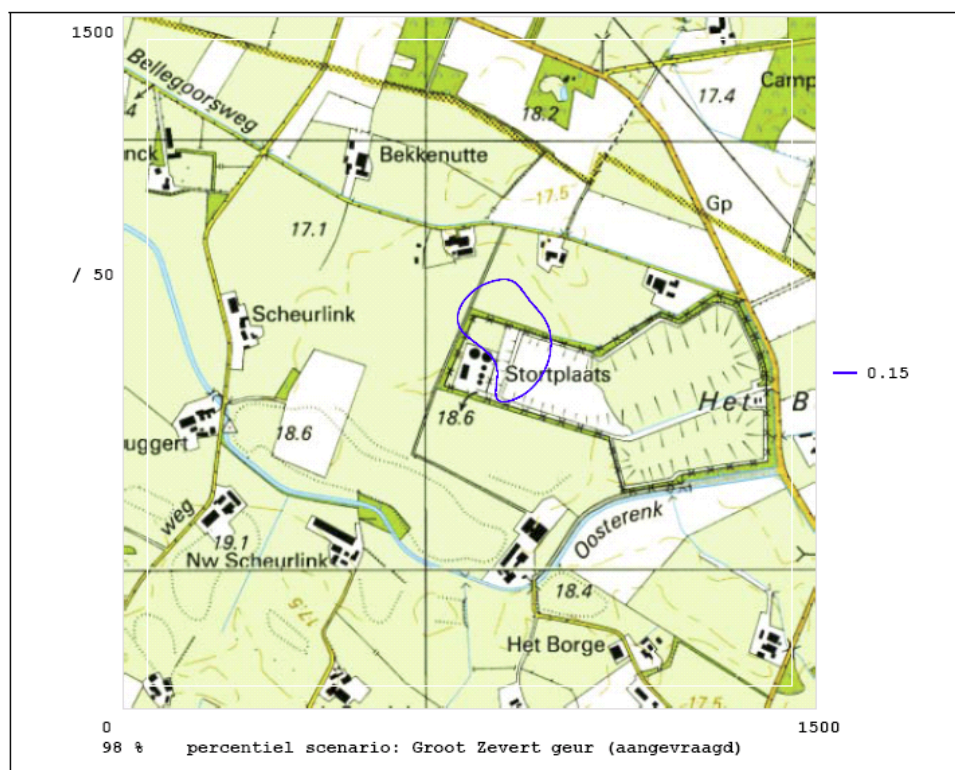 1500
Bellegoorsweg
4
nck
Bekkenutte
17.1
18.2
17.4
Camp
17.5
Gp
/ 50
Scheurlink
Stortplaats
18.6
Het B
0.15
uggert
18.6
weg
19.1
Nw Scheurlink
17.5
Oosterenk
18.4
Het Borge
17.5
0
1500
98 % percentiel scenario: Groot Zevert geur (aangevraagd)